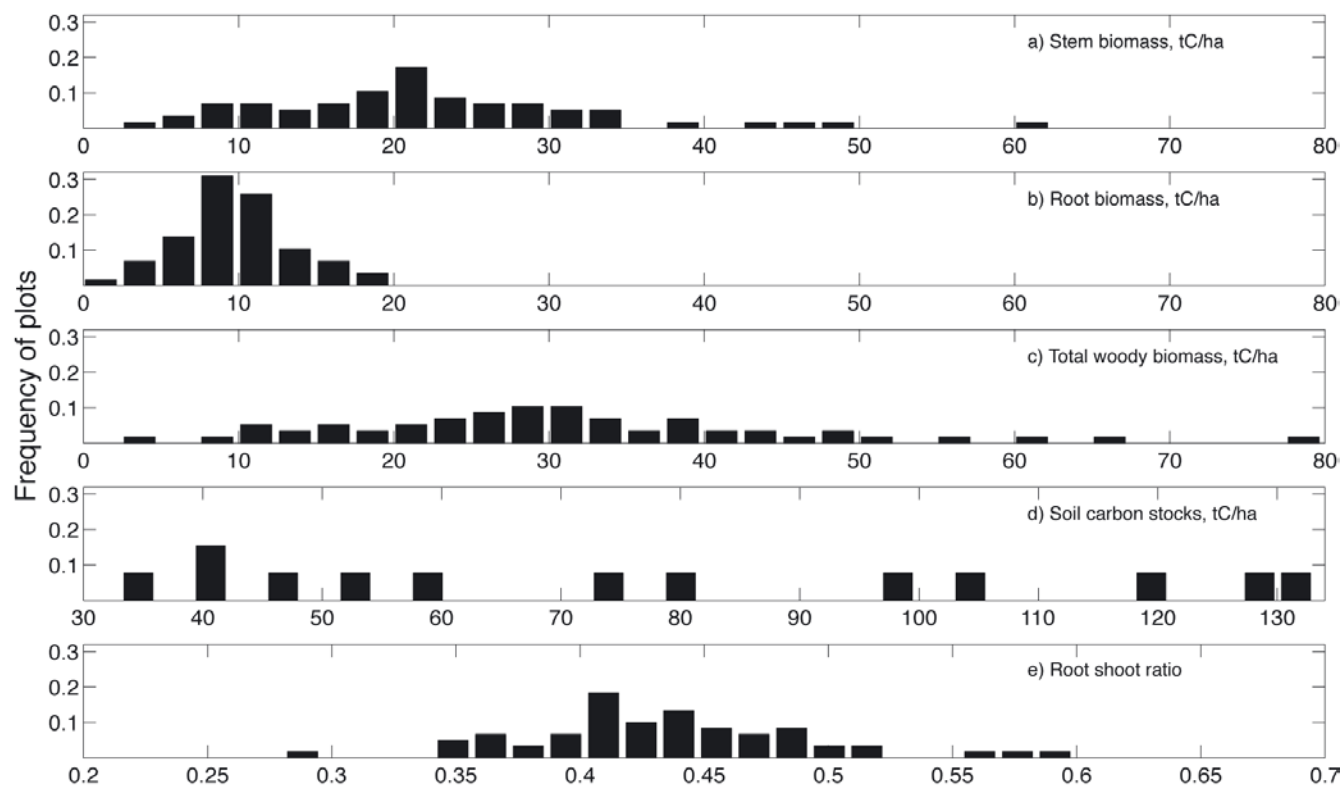 Frequency of plots
0.3
a) Stem biomass, tC/ha
0.2
0.1
0 10 20 30 40 50 60 70 80
0.3
b) Root biomass, tC/ha
0.2
0.1
0 10 20 30 40 50 60 70 80
0.3
c) Total woody biomass, tC/ha
0.2
0.1
0 10 20 30 40 50 60 70 80
0.3
d) Soil carbon stocks, tC/ha
0.2
0.1
30 40 50 60 70 80 90 100 110 120 130
0.3
e) Root shoot ratio
0.2
0.1
0.2 0.25 0.3 0.35 0.4 0.45 0.5 0.55 0.6 0.65 0.7